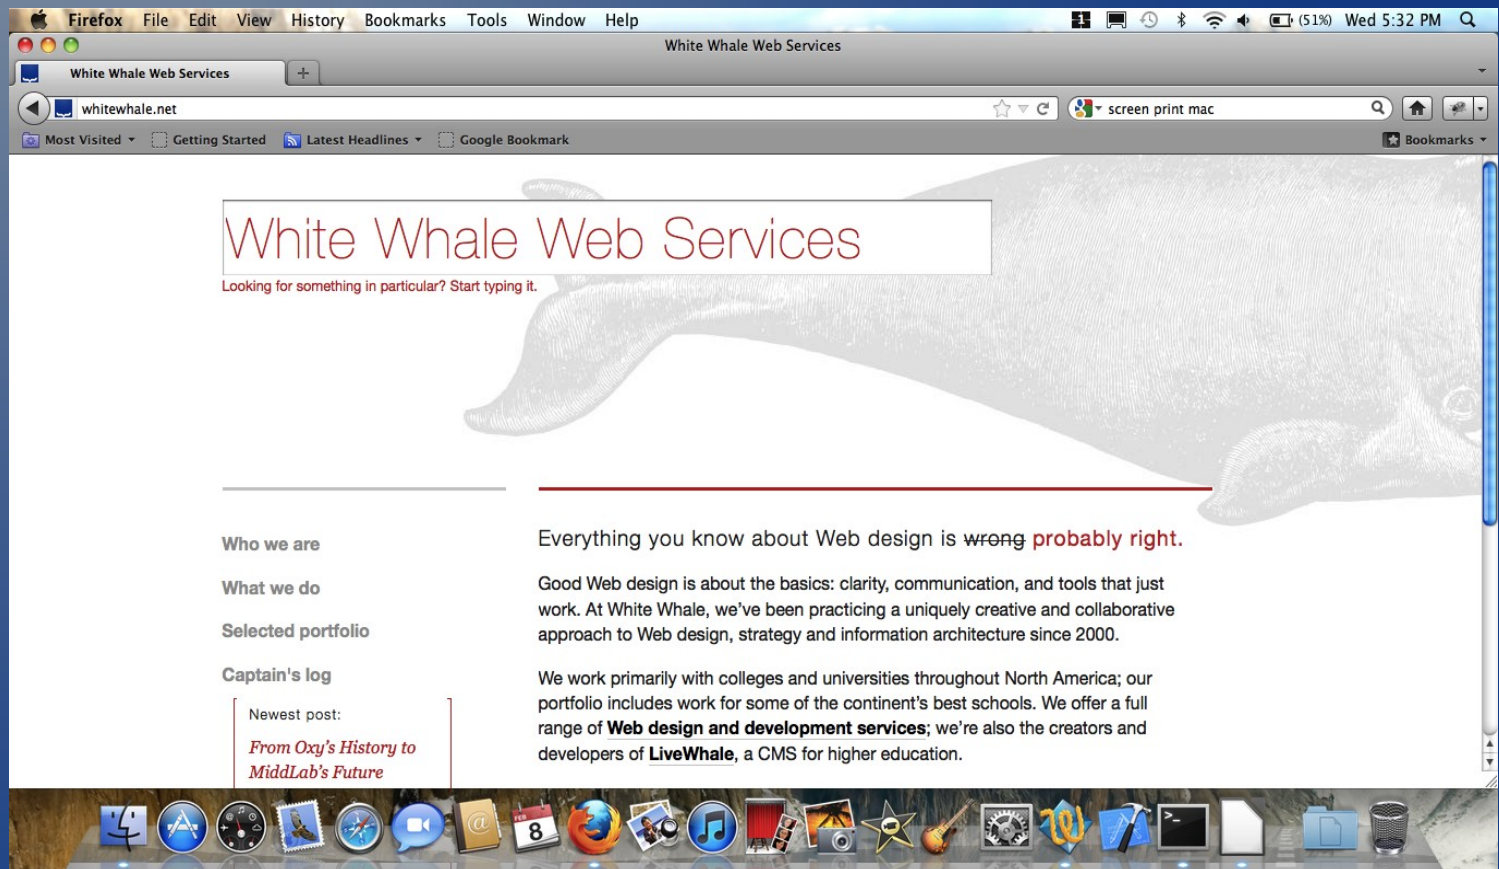 Firefox File Edit View History Bookmarks Tools Window Help
1 (51%) Wed 5:32 PM
White Whale Web Services
White Whale Web Services
whitewhale.net
screen print mac
Most Visited Getting Started Latest Headlines Google Bookmark Bookmarks
White Whale Web Services
Looking for something in particular? Start typing it.
Who we are
What we do
Selected portfolio
Captain's log
Newest post:
From Oxy's History to
MiddLab's Future
Everything you know about Web design is wrong probably right.
Good Web design is about the basics: clarity, communication, and tools that just
work. At White Whale, we've been practicing a uniquely creative and collaborative
approach to Web design, strategy and information architecture since 2000.
We work primarily with colleges and universities throughout North America; our
portfolio includes work for some of the continent's best schools. We offer a full
range of Web design and development services; we're also the creators and
developers of LiveWhale, a CMS for higher education.
FEB
8